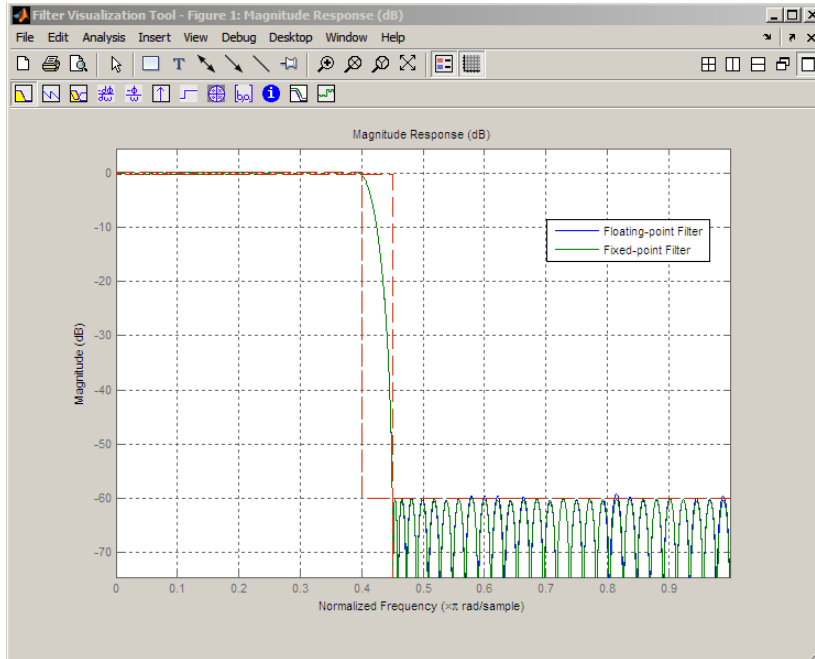 Filter Visualization Tool - Figure 1: Magnitude Response (dB)
File Edit Analysis Insert View Debug Desktop Window Help
T
[b,a]
Magnitude Response (dB)
0
-10
-20
-30
-40
-50
-60
-70
Magnitude (dB)
Floating-point Filter
Fixed-point Filter
0 0.1 0.2 0.3 0.4 0.5 0.6 0.7 0.8 0.9
Normalized Frequency (×π rad/sample)